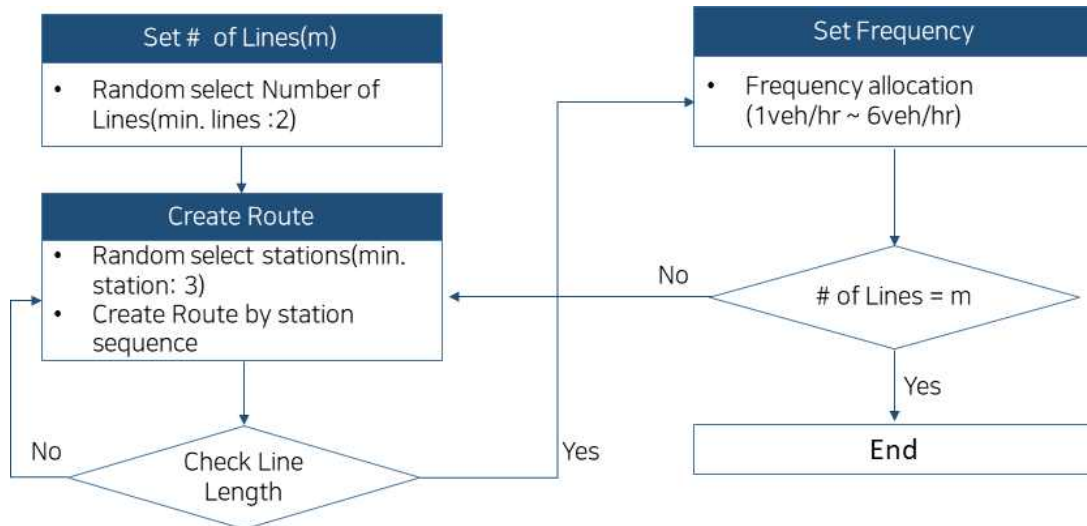 Set # of Lines(m)
• Random select Number of
Lines(min. lines :2)
Create Route
• Random select stations(min.
station: 3)
• Create Route by station
sequence
No
Check Line
Length
Yes
Set Frequency
• Frequency allocation
(1veh/hr ~ 6veh/hr)
No
# of Lines = m
Yes
End